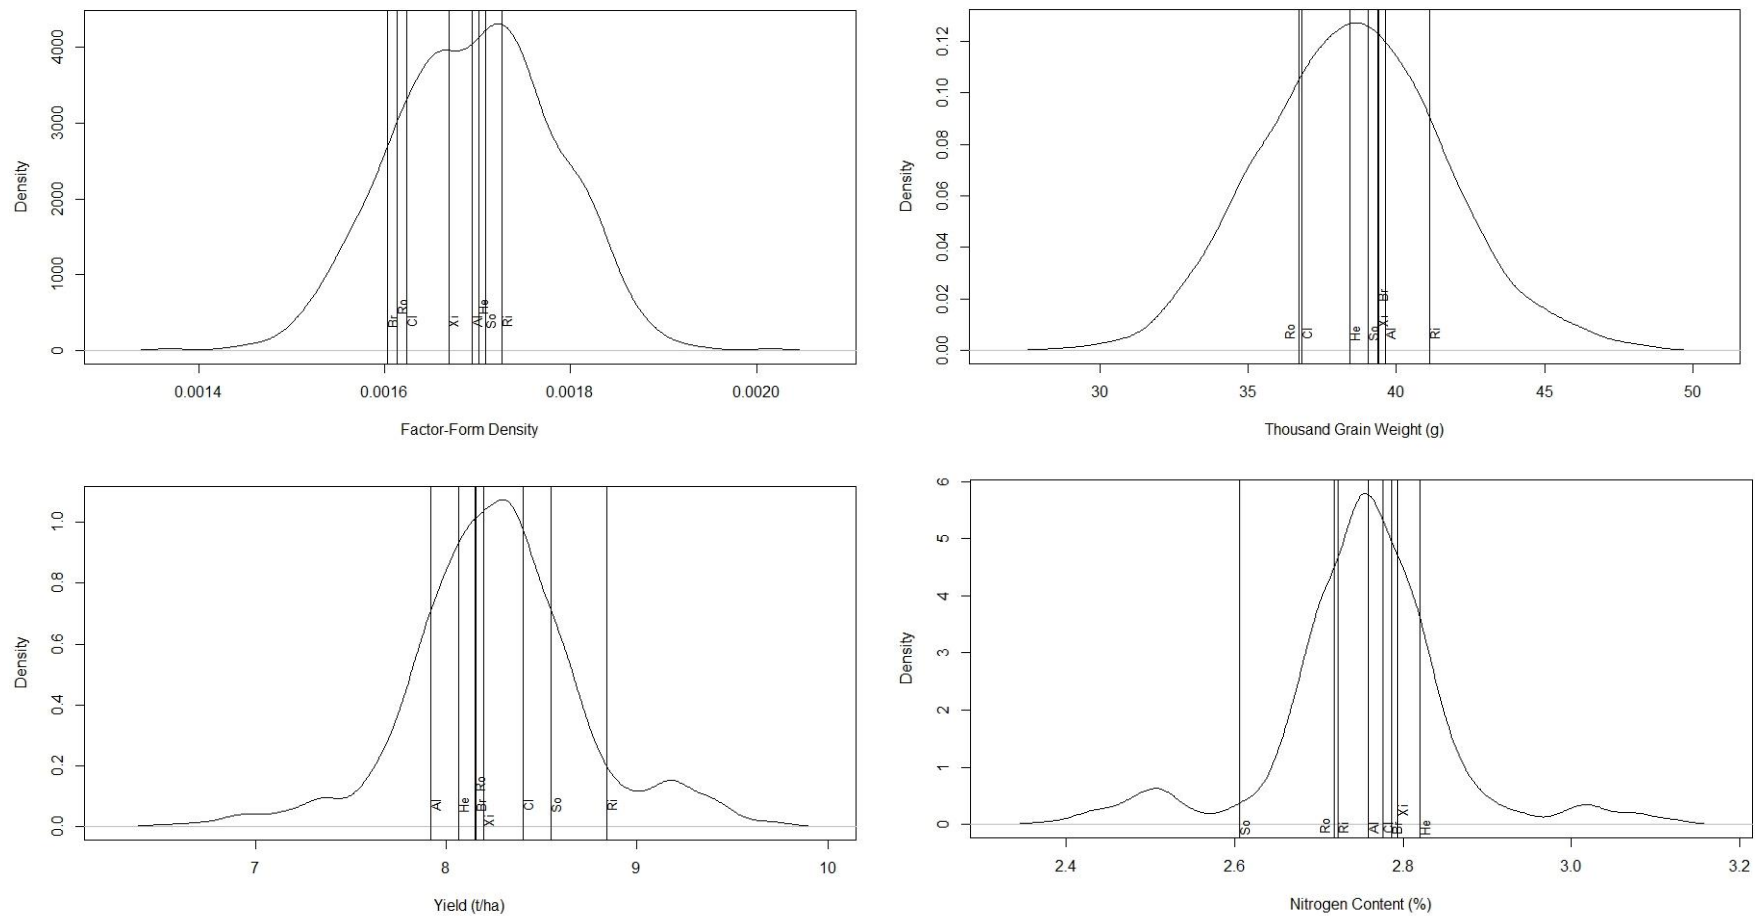 Density
0
1000
2000
3000
4000
Br
Ro
Cl
Xi
Al
He
So
Ri
0.0014
0.0016
0.0018
0.0020
Factor-Form Density
Density
0.00
0.02
0.04
0.06
0.08
0.10
0.12
Ro
Cl
He
So
Xi
Br
Al
Ri
30
35
40
45
50
Thousand Grain Weight (g)
Density
0.0
0.2
0.4
0.6
0.8
1.0
Al
He
Br
Ro
Xi
Cl
So
Ri
7
8
9
10
Yield (t/ha)
Density
0
1
2
3
4
5
6
So
Ro
Ri
Al
Cl
Br
Xi
He
2.4
2.6
2.8
3.0
3.2
Nitrogen Content (%)